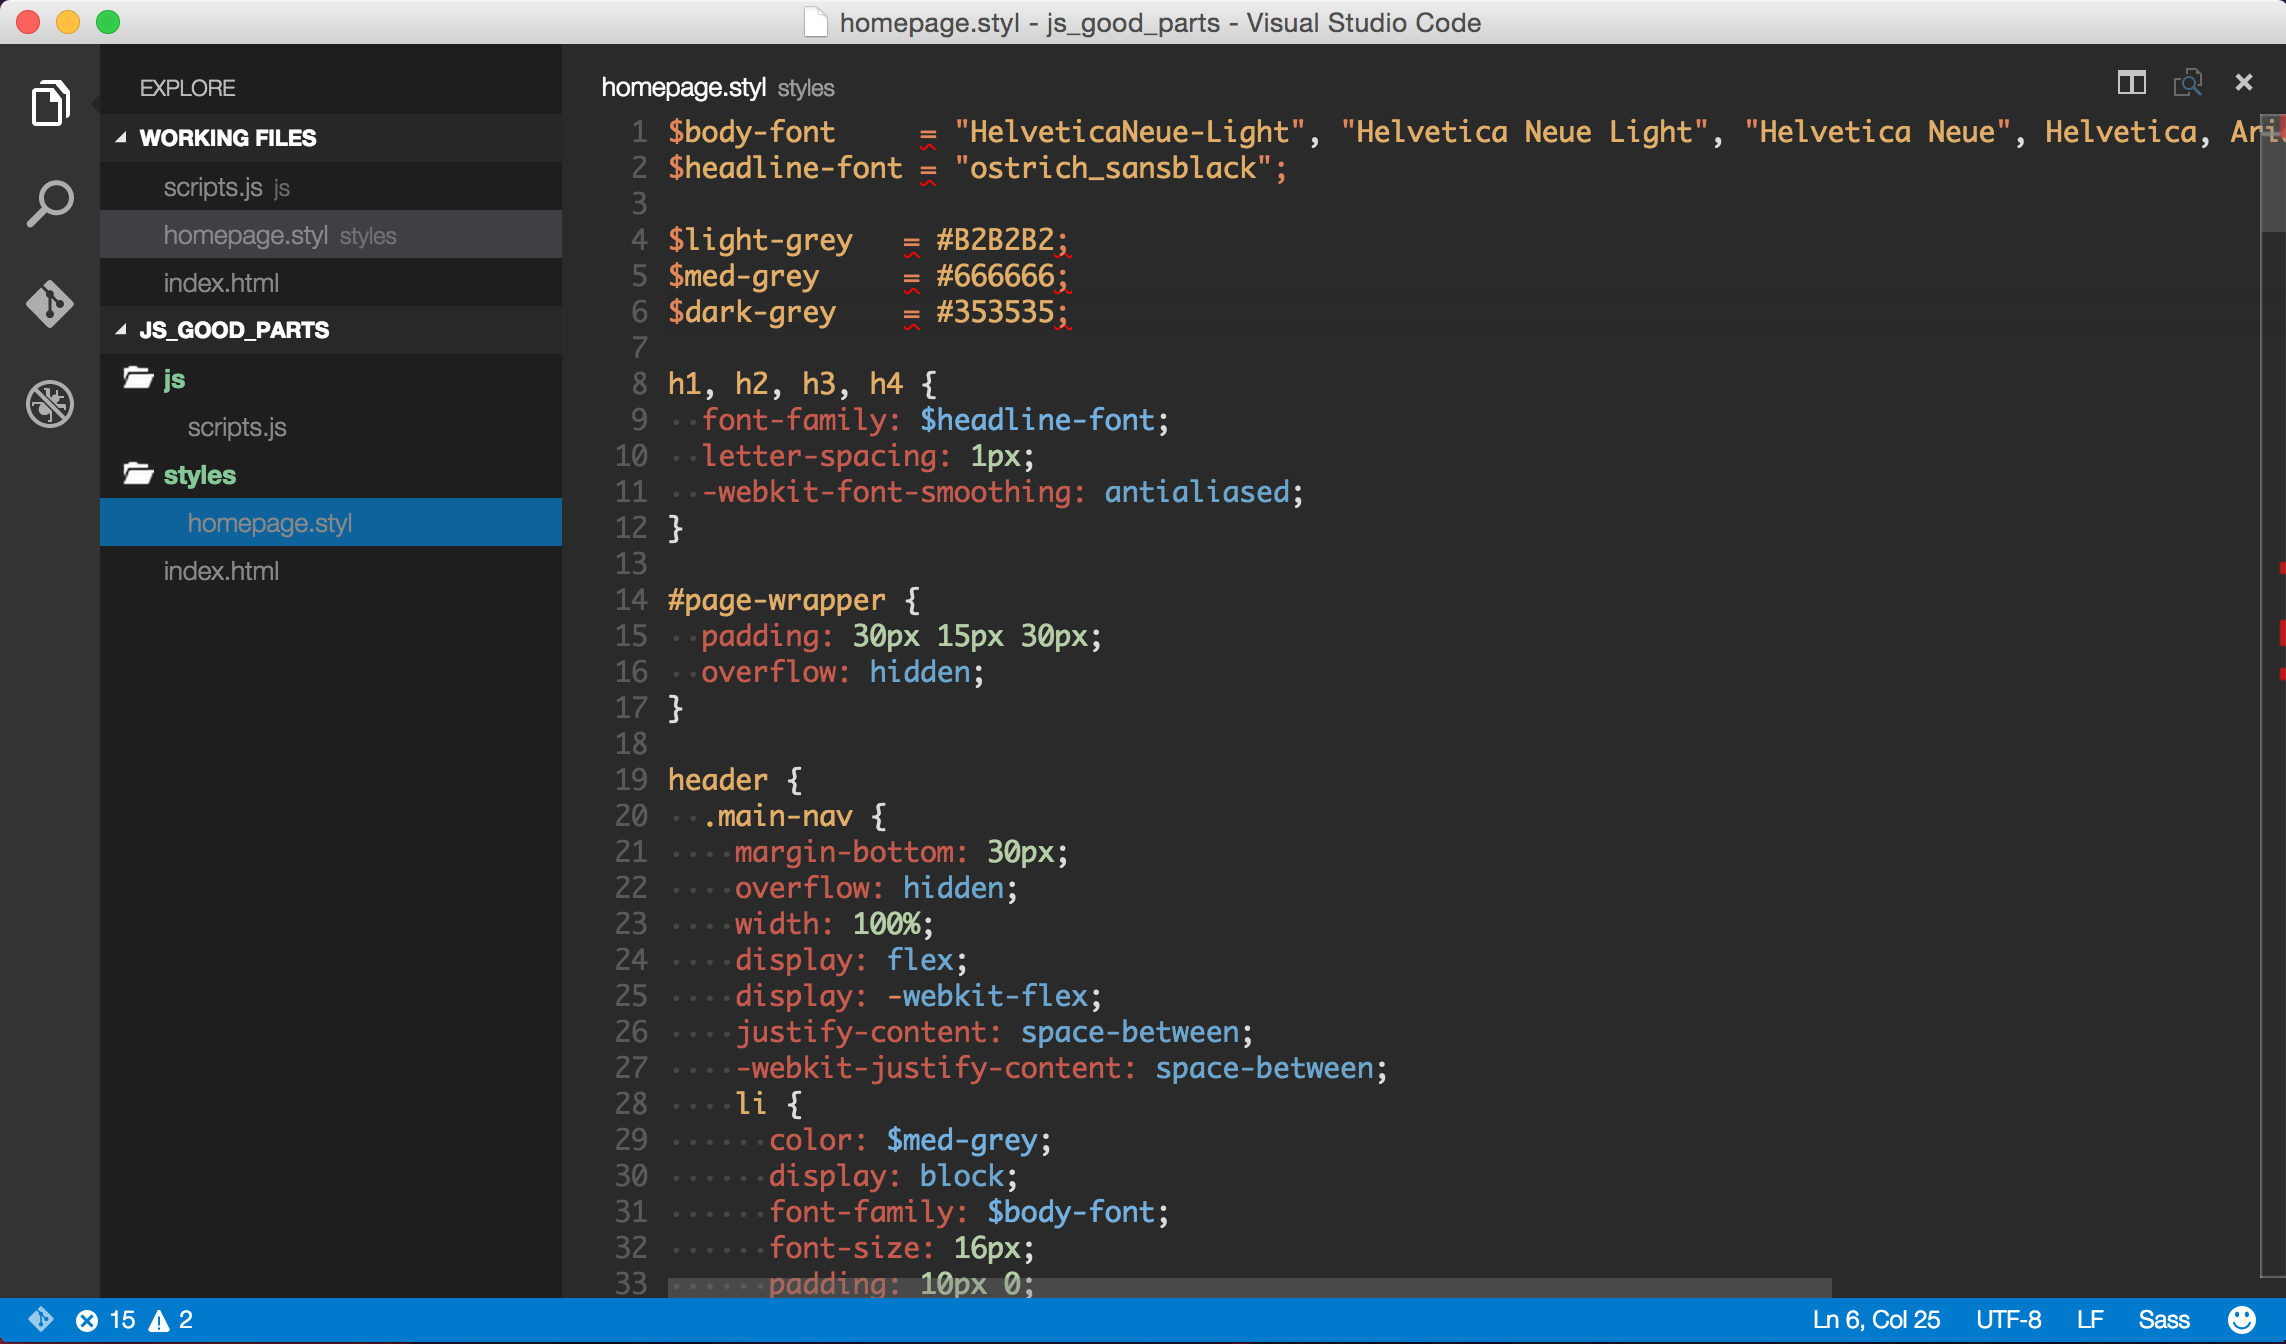 homepage.styl - js_good_parts - Visual Studio Code
EXPLORE
WORKING FILES
scripts.js js
homepage.styl styles
index.html
JS_GOOD_PARTS
js
scripts.js
styles
homepage.styl
index.html
homepage.styl styles
1 $body-font     = "HelveticaNeue-Light", "Helvetica Neue Light", "Helvetica Neue", Helvetica,
2 $headline-font = "ostrich_sansblack";
3
4 $light-grey   = #B2B2B2;
5 $med-grey     = #666666;
6 $dark-grey    = #353535;
7
8 h1, h2, h3, h4 {
9   font-family: $headline-font;
10   letter-spacing: 1px;
11   -webkit-font-smoothing: antialiased;
12 }
13
14 #page-wrapper {
15   padding: 30px 15px 30px;
16   overflow: hidden;
17 }
18
19 header {
20   .main-nav {
21     margin-bottom: 30px;
22     overflow: hidden;
23     width: 100%;
24     display: flex;
25     display: -webkit-flex;
26     justify-content: space-between;
27     -webkit-justify-content: space-between;
28     li {
29       color: $med-grey;
30       display: block;
31       font-family: $body-font;
32       font-size: 16px;
33       padding: 10px 0;
15 2 Ln 6, Col 25 UTF-8 LF Sass